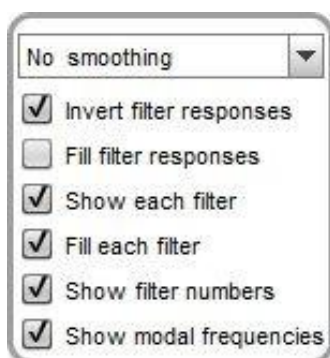 No smoothing
Invert filter responses
Fill filter responses
Show each filter
Fill each filter
Show filter numbers
Show modal frequencies